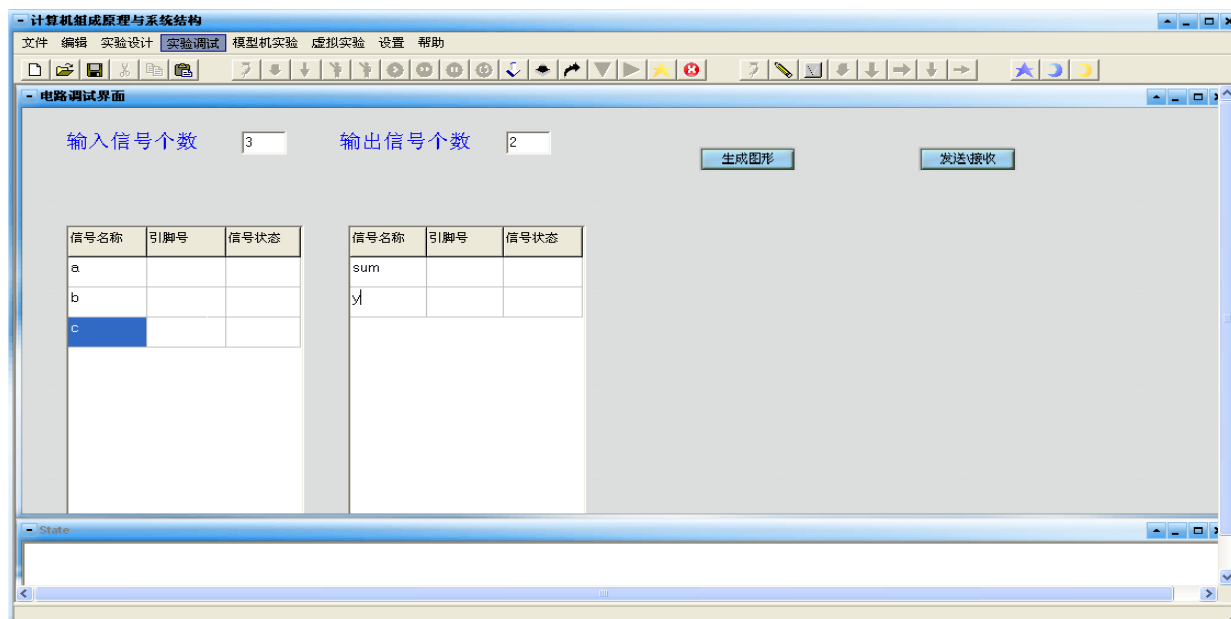 计算机组成原理与系统结构
文件 编辑 实验设计 实验调试 模型机实验 虚拟实验 设置 帮助
电路调试界面
输入信号个数 3 输出信号个数 2
生成图形 发送\接收
信号名称 引脚号 信号状态 信号名称 引脚号 信号状态
a sum
b y
c
State